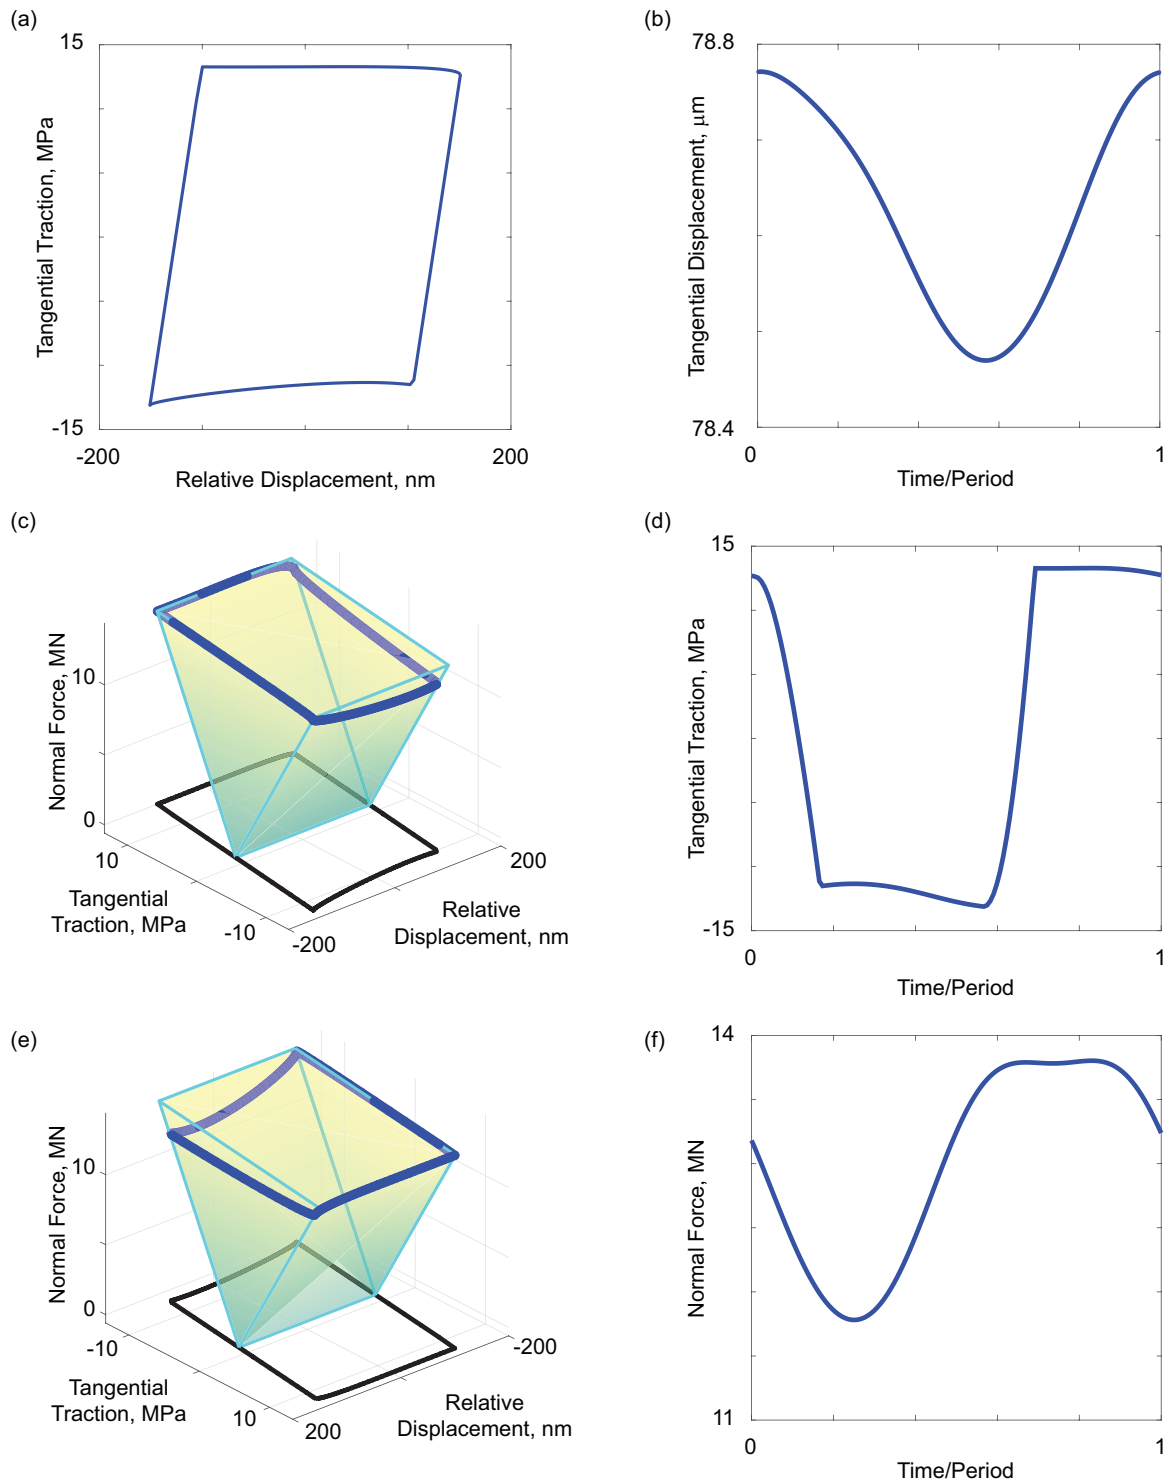 (a)
15
Tangential Traction, MPa
-15
-200
200
Relative Displacement, nm
(b)
78.8
Tangential Displacement, μm
78.4
0
1
Time/Period
(c)
Normal Force, MN
10
0
10
Tangential
Traction, MPa
-10
-200
200
Relative
Displacement, nm
(d)
15
Tangential Traction, MPa
-15
0
1
Time/Period
(e)
Normal Force, MN
10
0
-10
Tangential
Traction, MPa
10
200
-200
Relative
Displacement, nm
(f)
14
Normal Force, MN
11
0
1
Time/Period